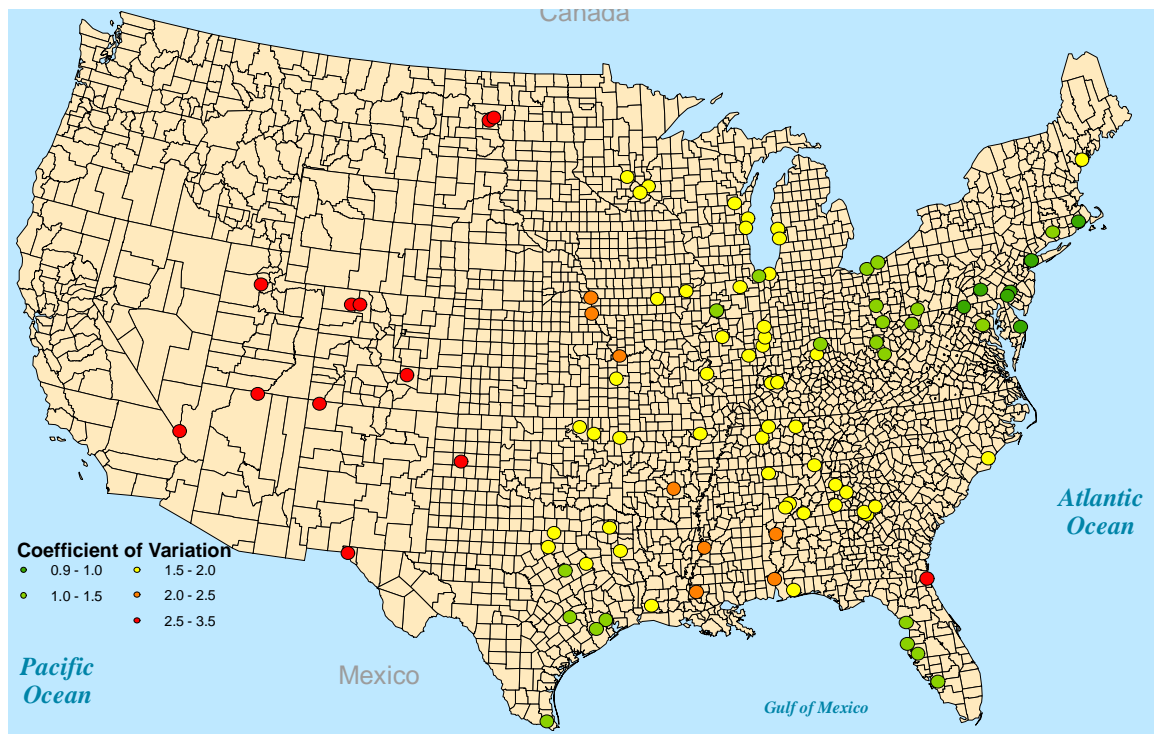 Canada
Atlantic
Ocean
Coefficient of Variation
0.9 - 1.0
1.5 - 2.0
1.0 - 1.5
2.0 - 2.5
2.5 - 3.5
Pacific
Ocean
Mexico
Gulf of Mexico